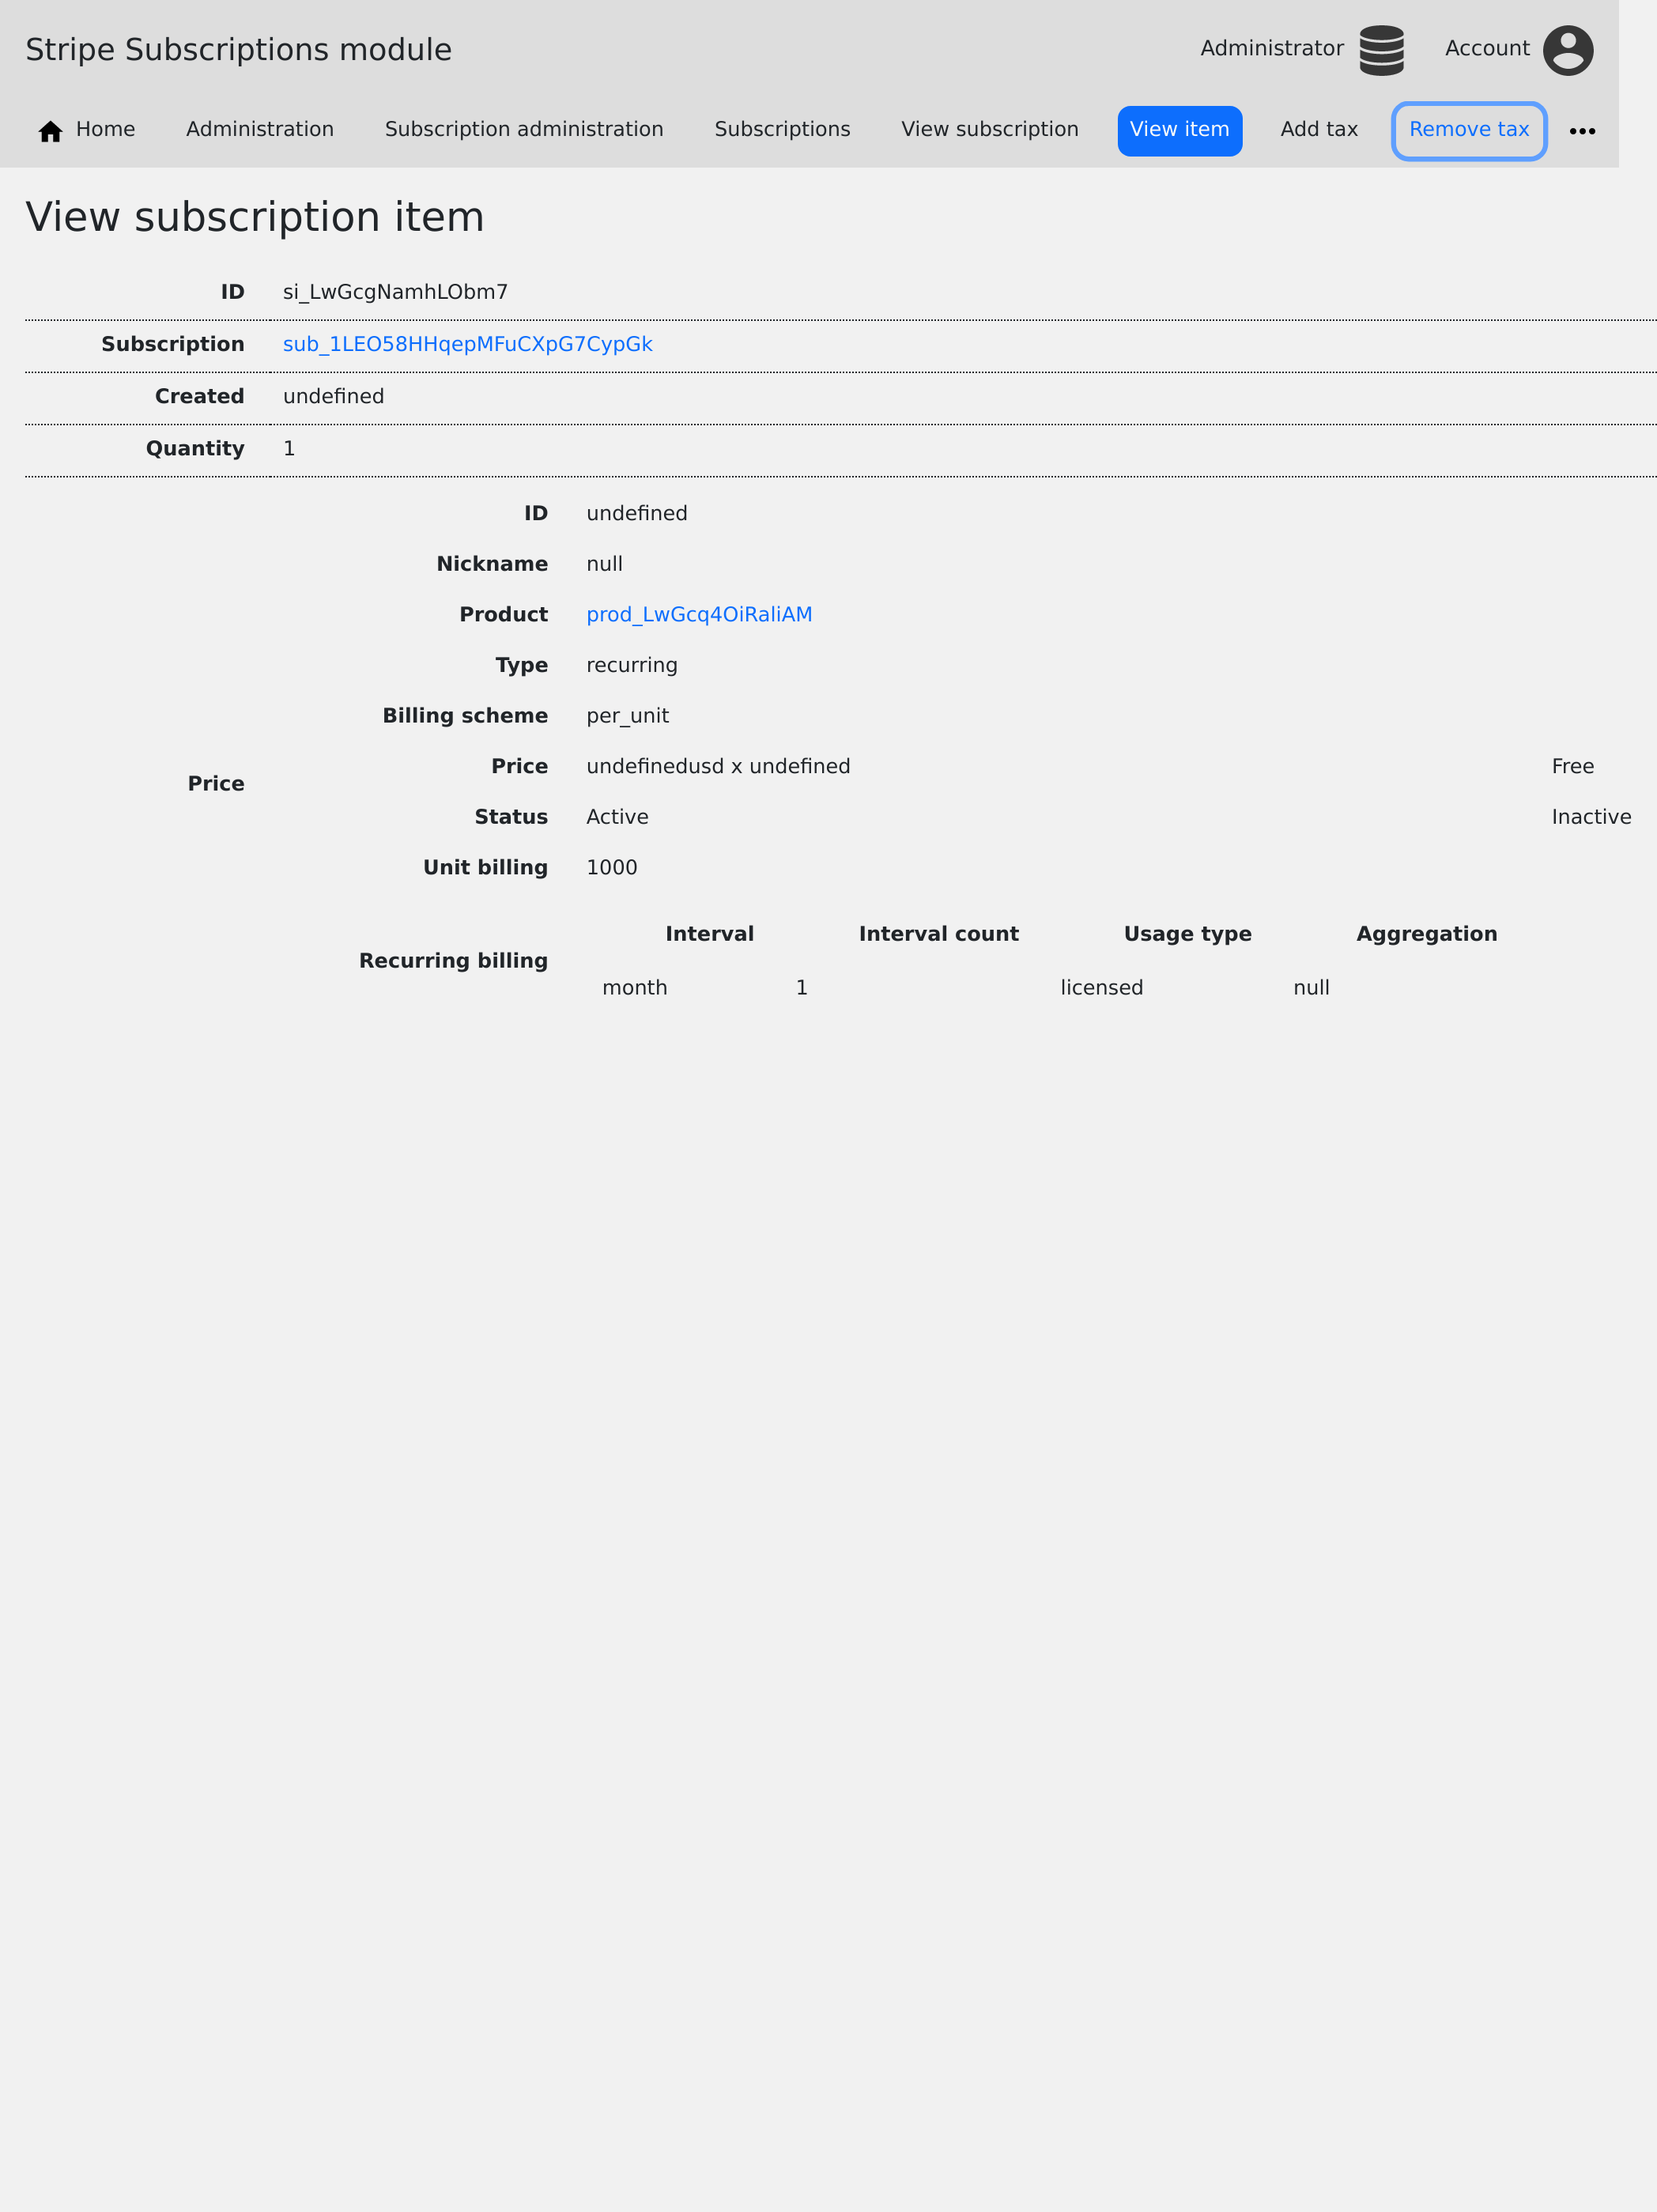 Stripe Subscriptions module
Administrator
Account
Home Administration Subscription administration Subscriptions View subscription View item Add tax Remove tax
View subscription item
ID si_LwGcgNamhLObm7
Subscription sub_1LEO58HHqepMFuCXpG7CypGk
Created undefined
Quantity 1
Price
ID undefined
Nickname null
Product prod_LwGcq4OiRaliAM
Type recurring
Billing scheme per_unit
Price undefinedusd x undefined Free
Status Active Inactive
Unit billing 1000
Recurring billing
Interval Interval count Usage type Aggregation
month 1 licensed null